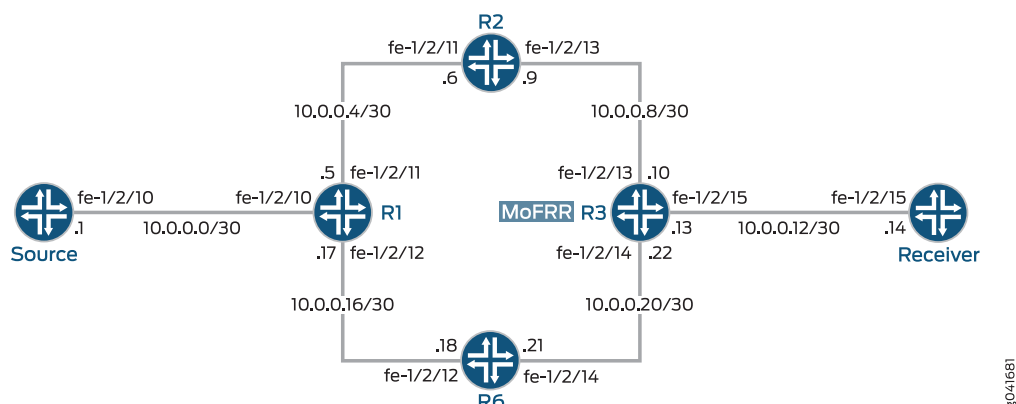 R2
fe-1/2/11 fe-1/2/13
.6 .9
10.0.0.4/30 10.0.0.8/30
.5 fe-1/2/11 fe-1/2/13 .10
fe-1/2/10 fe-1/2/10 R1 MoFRR R3 fe-1/2/15 fe-1/2/15
.1 10.0.0.0/30 .13 10.0.0.12/30 .14
Source .17 fe-1/2/12 fe-1/2/14 .22 Receiver
10.0.0.16/30 10.0.0.20/30
.18 .21
fe-1/2/12 fe-1/2/14
R6
g041681